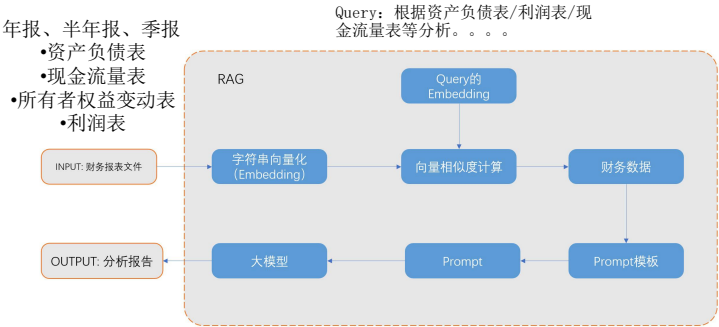 年报、半年报、季报
•资产负债表
•现金流量表
•所有者权益变动表
•利润表
Query: 根据资产负债表/利润表/现
金流量表等分析。。。。
RAG
Query的
Embedding
INPUT: 财务报表文件
字符串向量化
（Embedding）
向量相似度计算
财务数据
OUTPUT: 分析报告
大模型
Prompt
Prompt模板